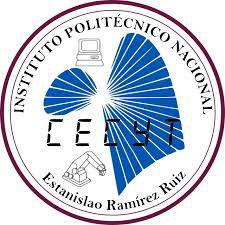 INSTITUTO POLITÉCNICO NACIONAL
CECYT
Estanislao Ramírez Ruiz